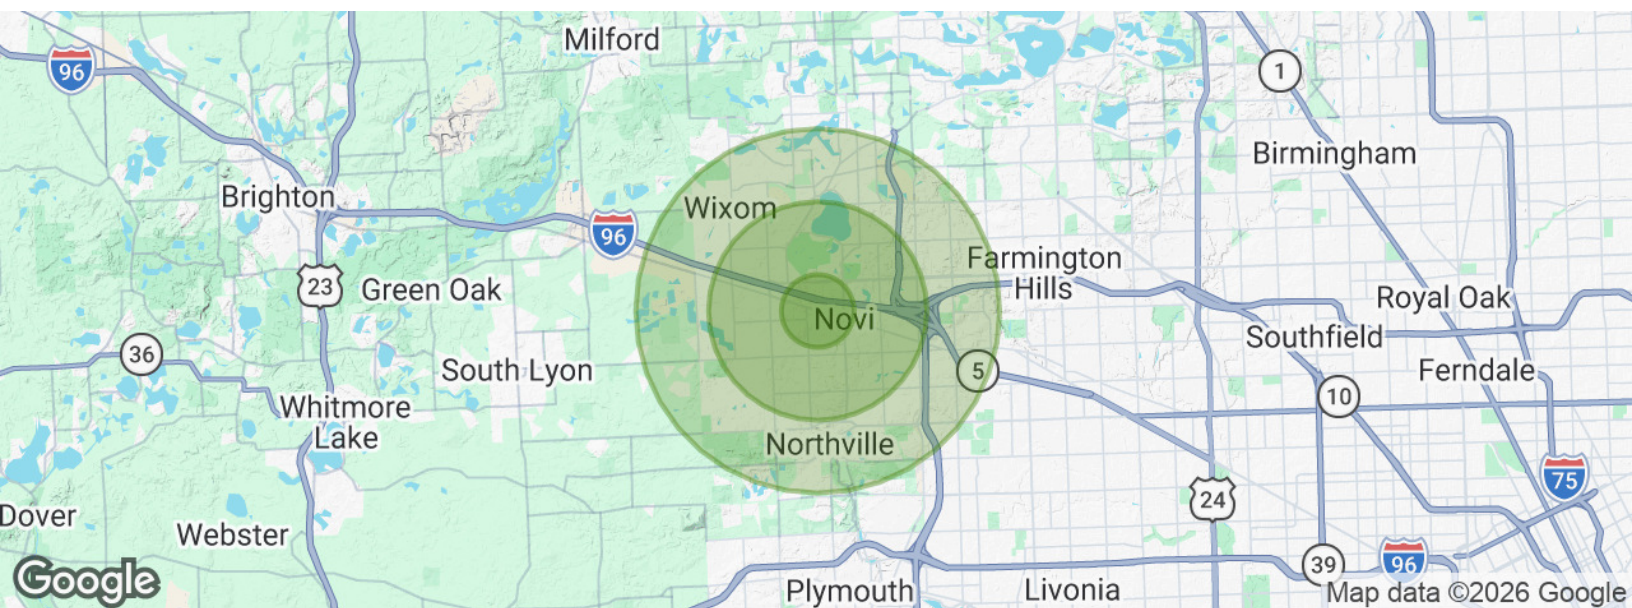 Milford
96
1
Birmingham
Brighton
Wixom
96
Farmington
Hills
23
Green Oak
Royal Oak
Novi
Southfield
36
South Lyon
5
Ferndale
10
Whitmore
Lake
Northville
75
24
Dover
Webster
39
96
Google
Plymouth
Livonia
Map data ©2026 Google